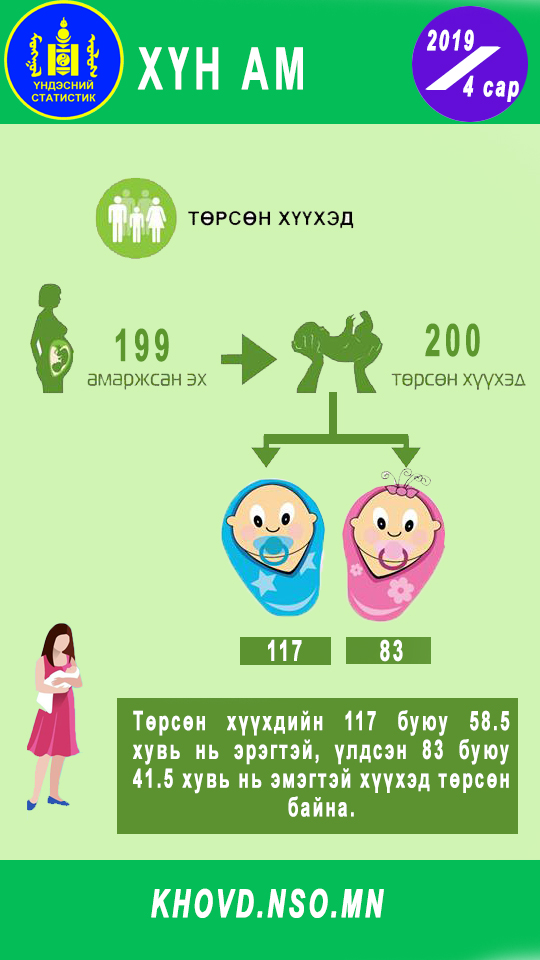 ҮНДЭСНИЙ
СТАТИСТИК
ХҮН АМ
2019
4 сар
ТӨРСӨН ХҮҮХЭД
199
амаржсан эх
200
төрсөн хүүхэд
117
83
Төрсөн хүүхдийн 117 буюу 58.5
хувь нь эрэгтэй, үлдсэн 83 буюу
41.5 хувь нь эмэгтэй хүүхэд төрсөн
байна.
KHOVD.NSO.MN